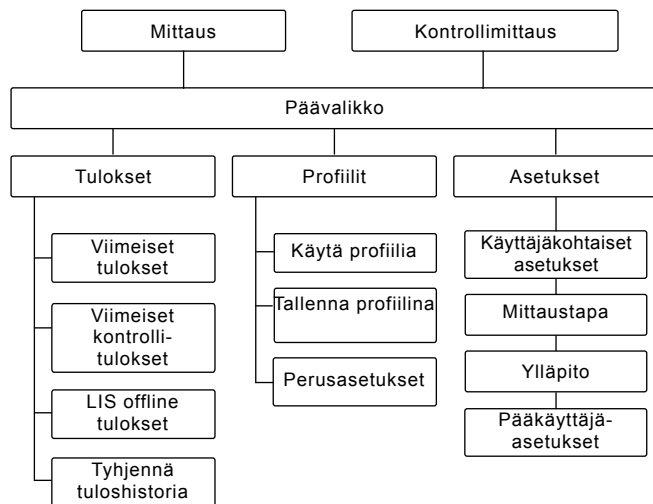 Mittaus
Kontrollimittaus
Päävalikko
Tulokset
Profiilit
Asetukset
Viimeiset
tulokset
Viimeiset
kontrolli-
tulokset
LIS offline
tulokset
Tyhjennä
tuloshistoria
Käytä profiilia
Tallenna profiilina
Perusasetukset
Käyttäjäkohtaiset
asetukset
Mittaustapa
Ylläpito
Pääkäyttäjä-
asetukset